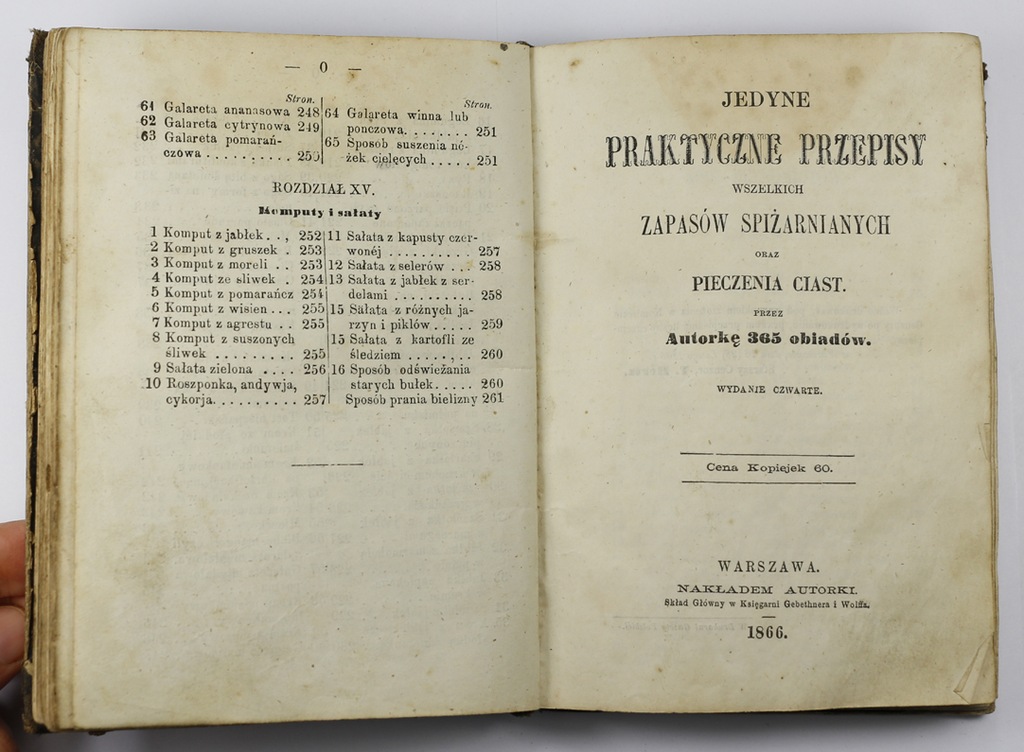 — 0 —
Stron.
61 Galareta ananasowa 248
62 Galareta cytrynowa 249
63 Galareta pomarań-
czowa . . . . . . . . . . 250
Stron.
64 Galareta winna lub
ponczowa. . . . . . . . 251
65 Sposob suszenia nó-
żek cielęcych . . . . . 251
ROZDZIAŁ XV.
Komputy i sałaty
1 Komput z jabłek. . , 252
2 Komput z gruszek . 253
3 Komput z moreli . . 253
4 Komput ze śliwek . 254
5 Komput z pomarańcz 254
6 Komput z wisien . . . 255
7 Komput z agrestu . . 255
8 Komput z suszonych
śliwek . . . . . . . . . 255
9 Sałata zielona . . . . 256
10 Roszponka, andywja,
cykorja. . . . . . . . . 257
11 Sałata z kapusty czer-
wonéj . . . . . . . . . . 257
12 Sałata z selerów . . . 258
13 Sałata z jabłek z ser-
delami . . . . . . . . . . 258
15 Sałata z różnych ja-
rzyn i piklów . . . . . 259
15 Sałata z kartofli ze
śledziem . . . . , . . 260
16 Sposób odświeżania
starych bułek. . . . . 260
Sposób prania bielizny 261
JEDYNE
PRAKTYCZNE PRZEPISY
WSZELKICH
ZAPASÓW SPIŻARNIANYCH
ORAZ
PIECZENIA CIAST.
PRZEZ
Autorkę 365 obiadów.
WYDANIE CZWARTE.
Cena Kopiejek 60.
WARSZAWA.
NAKŁADEM AUTORKI.
Skład Główny w Księgarni Gebethnera i Wolffa.
1866.